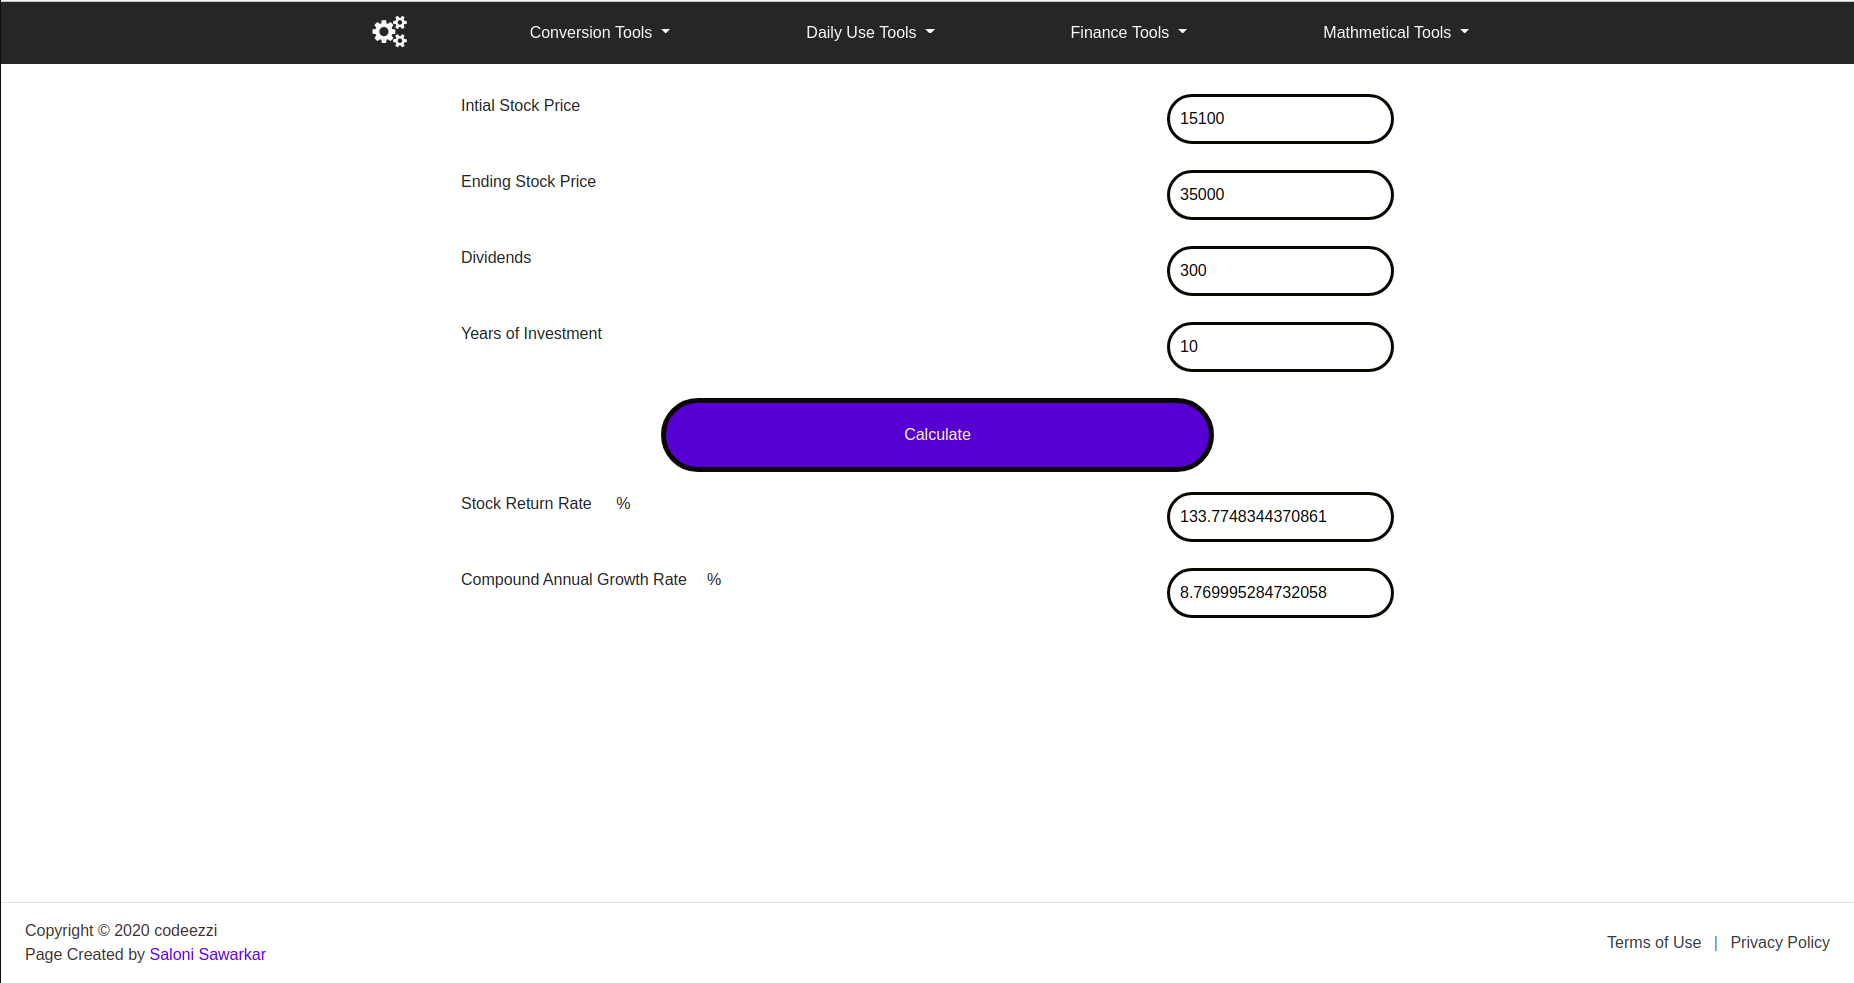 Conversion Tools Daily Use Tools Finance Tools Mathmetical Tools
Intial Stock Price 15100
Ending Stock Price 35000
Dividends 300
Years of Investment 10
Calculate
Stock Return Rate % 133.7748344370861
Compound Annual Growth Rate % 8.769995284732058
Copyright © 2020 codeezzi
Page Created by Saloni Sawarkar
Terms of Use | Privacy Policy